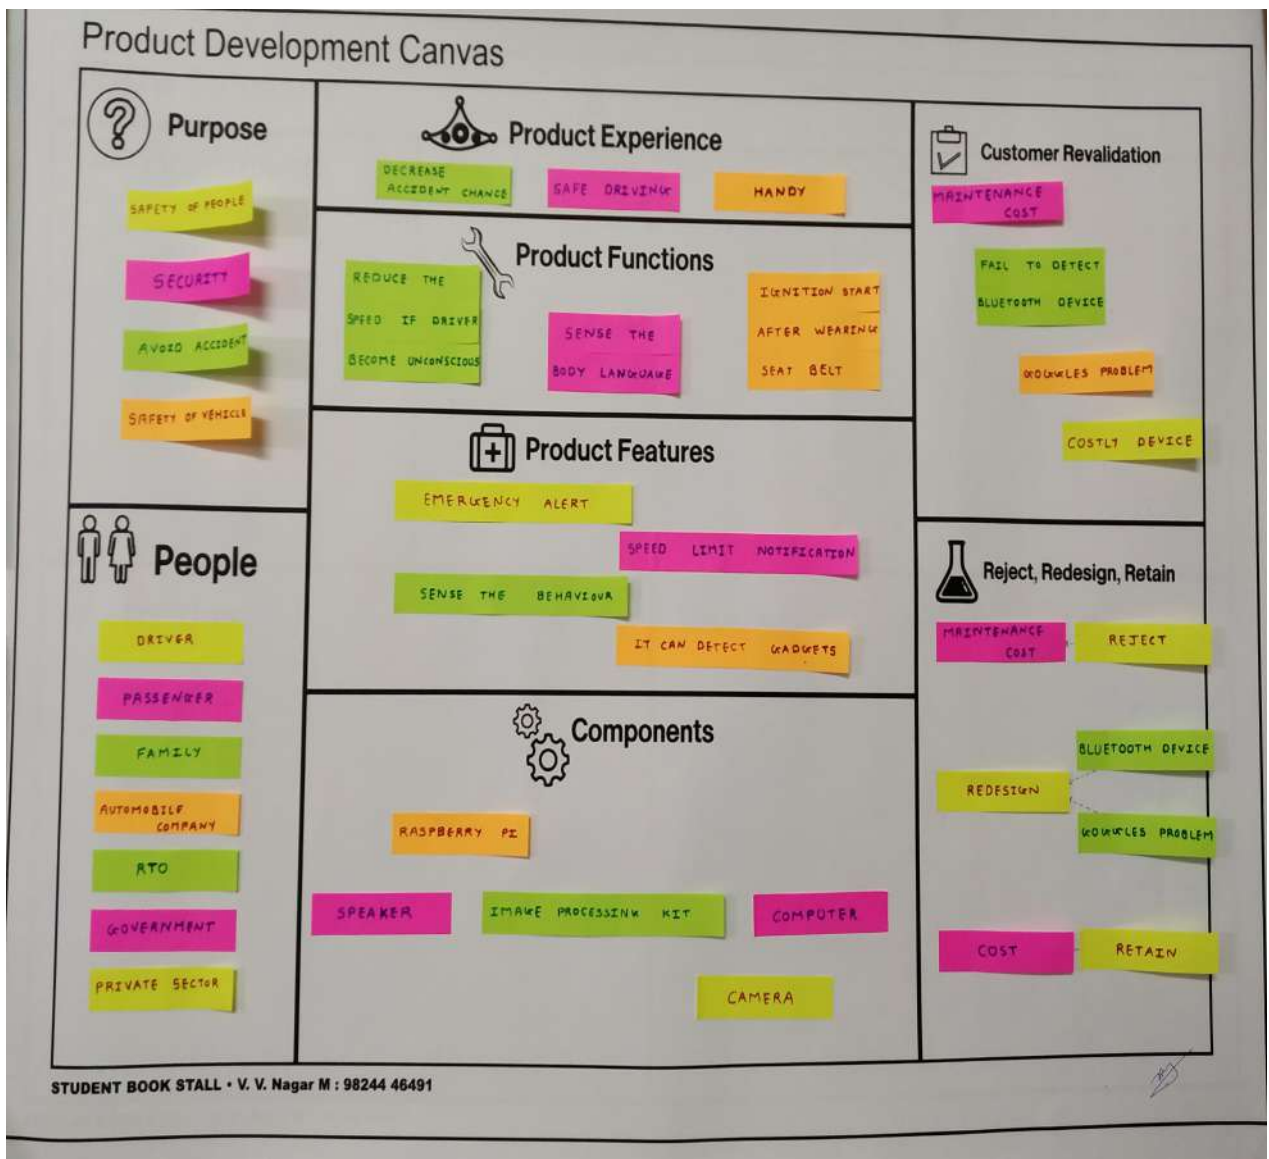 Product Development Canvas
Purpose
SAFETY OF PEOPLE
SECURITY
AVOID ACCIDENT
SAFETY OF VEHICLE
People
DRIVER
PASSENGER
FAMILY
AUTOMOBILE
COMPANY
RTO
GOVERNMENT
PRIVATE SECTOR
Product Experience
DECREASE
ACCIDENT CHANCE
SAFE DRIVING
HANDY
Product Functions
REDUCE THE
SPEED IF DRIVER
BECOME UNCONSCIOUS
SENSE THE
BODY LANGUAGE
IGNITION START
AFTER WEARING
SEAT BELT
Product Features
EMERGENCY ALERT
SPEED LIMIT NOTIFICATION
SENSE THE BEHAVIOUR
IT CAN DETECT GADGETS
Components
RASPBERRY PI
SPEAKER
IMAGE PROCESSING KIT
COMPUTER
CAMERA
Customer Revalidation
MAINTENANCE
COST
FAIL TO DETECT
BLUETOOTH DEVICE
GOGGLES PROBLEM
COSTLY DEVICE
Reject, Redesign, Retain
MAINTENANCE
COST
REJECT
BLUETOOTH DEVICE
REDESIGN
GOGGLES PROBLEM
COST
RETAIN
STUDENT BOOK STALL • V. V. Nagar M : 98244 46491